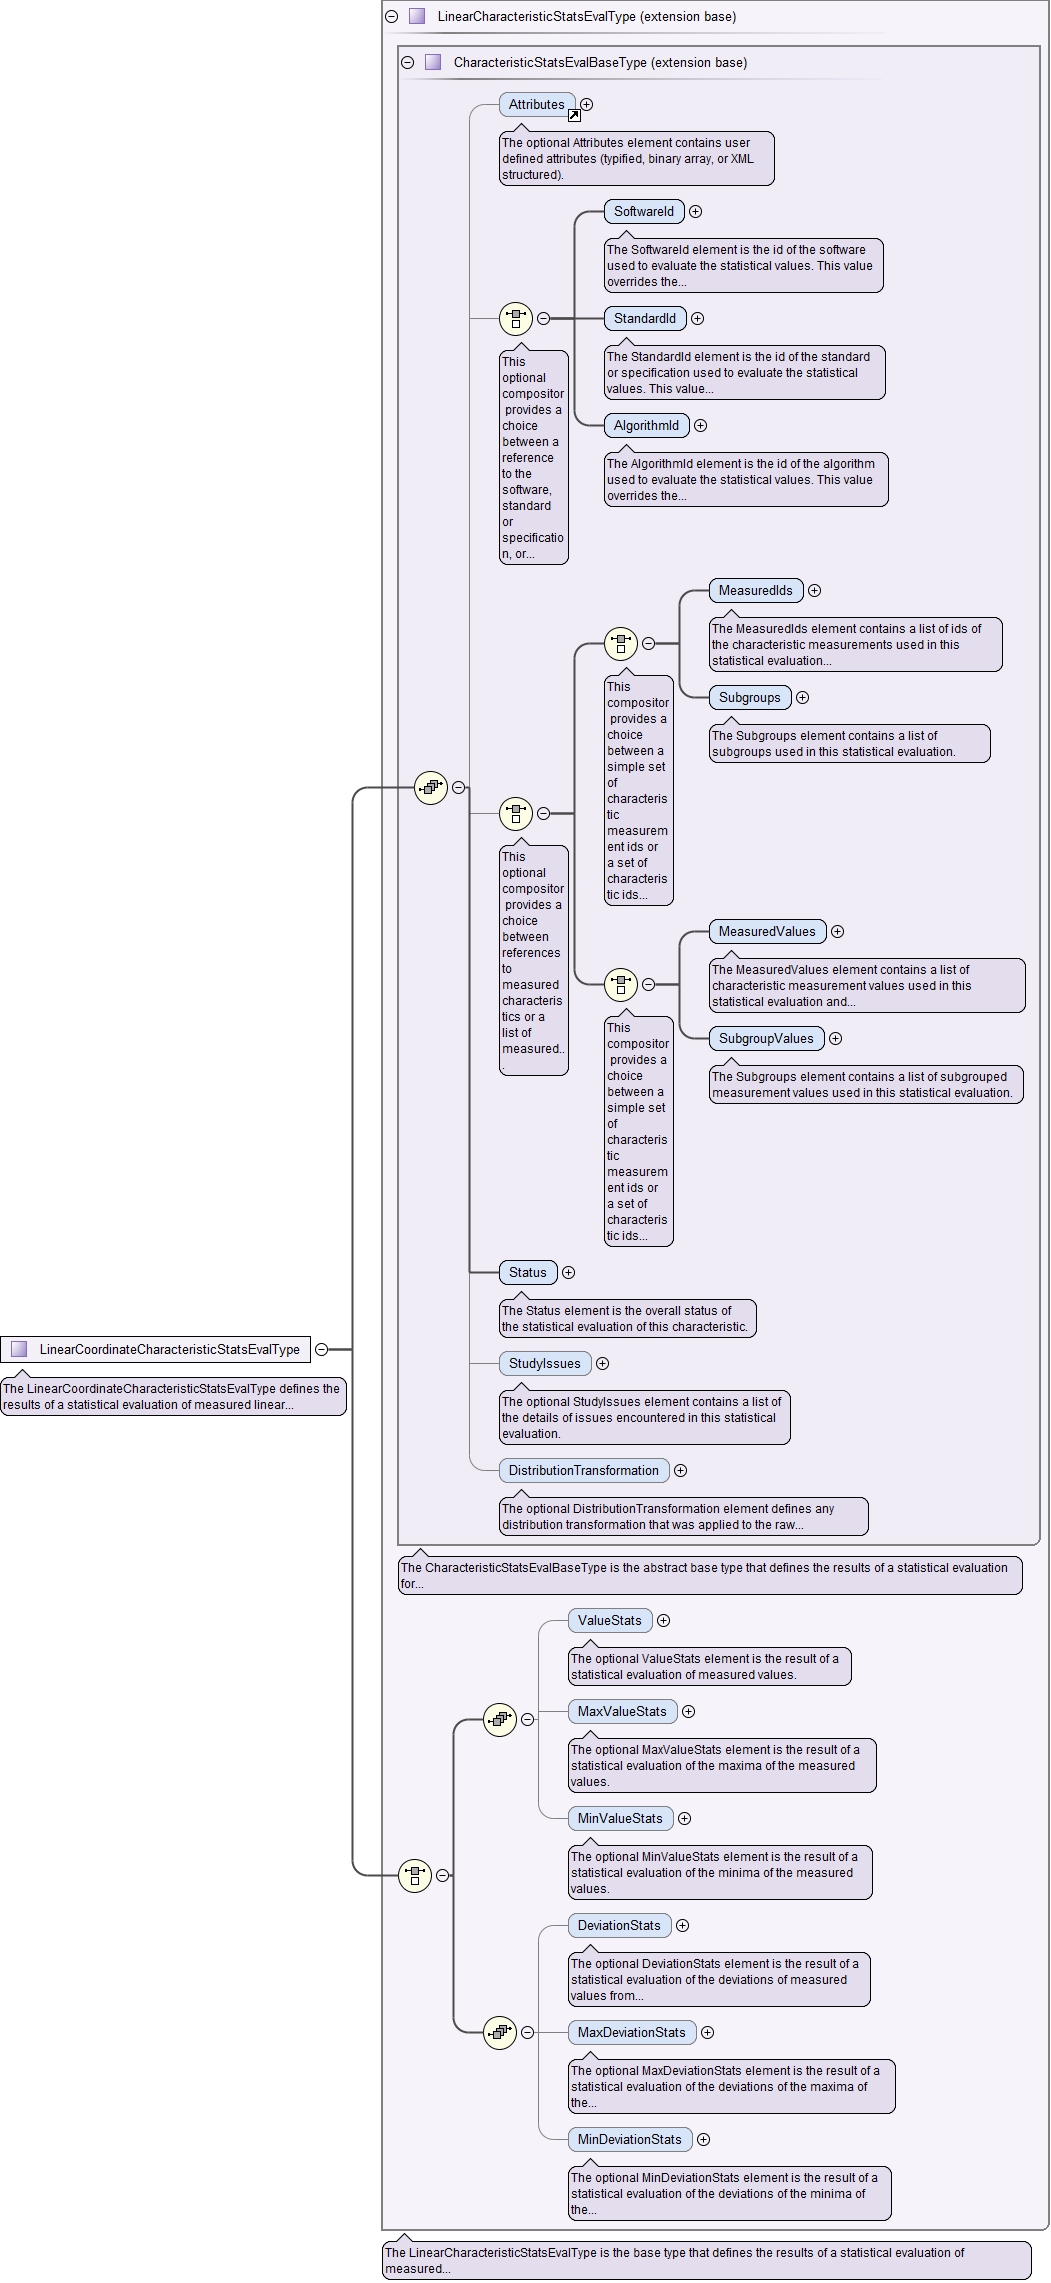 LinearCharacteristicStatsEvalType (extension base)
CharacteristicStatsEvalBaseType (extension base)
Attributes
The optional Attributes element contains user
defined attributes (typified, binary array, or XML
structured).
SoftwareId
The SoftwareId element is the id of the software
used to evaluate the statistical values. This value
overrides the...
StandardId
The StandardId element is the id of the standard
or specification used to evaluate the statistical
values. This value...
This
optional
compositor
provides a
choice
between a
reference
to the
software,
standard
or
specificatio
n, or...
AlgorithmId
The AlgorithmId element is the id of the algorithm
used to evaluate the statistical values. This value
overrides the...
MeasuredIds
The MeasuredIds element contains a list of ids of
the characteristic measurements used in this
statistical evaluation...
Subgroups
The Subgroups element contains a list of
subgroups used in this statistical evaluation.
This
compositor
provides a
choice
between a
simple set
of
characteris
tic
measurem
ent ids or
a set of
characteris
tic ids...
This
optional
compositor
provides a
choice
between
references
to
measured
characteris
tics or a
list of
measured..
.
MeasuredValues
The MeasuredValues element contains a list of
characteristic measurement values used in this
statistical evaluation and...
SubgroupValues
The Subgroups element contains a list of subgrouped
measurement values used in this statistical evaluation.
This
compositor
provides a
choice
between a
simple set
of
characteris
tic
measurem
ent ids or
a set of
characteris
tic ids...
Status
The Status element is the overall status of
the statistical evaluation of this characteristic.
LinearCoordinateCharacteristicStatsEvalType
The LinearCoordinateCharacteristicStatsEvalType defines the
results of a statistical evaluation of measured linear...
StudyIssues
The optional StudyIssues element contains a list of
the details of issues encountered in this statistical
evaluation.
DistributionTransformation
The optional DistributionTransformation element defines any
distribution transformation that was applied to the raw...
The CharacteristicStatsEvalBaseType is the abstract base type that defines the results of a statistical evaluation
for...
ValueStats
The optional ValueStats element is the result of a
statistical evaluation of measured values.
MaxValueStats
The optional MaxValueStats element is the result of a
statistical evaluation of the maxima of the measured
values.
MinValueStats
The optional MinValueStats element is the result of a
statistical evaluation of the minima of the measured
values.
DeviationStats
The optional DeviationStats element is the result of a
statistical evaluation of the deviations of measured
values from...
MaxDeviationStats
The optional MaxDeviationStats element is the result of a
statistical evaluation of the deviations of the maxima of
the...
MinDeviationStats
The optional MinDeviationStats element is the result of a
statistical evaluation of the deviations of the minima of
the...
The LinearCharacteristicStatsEvalType is the base type that defines the results of a statistical evaluation of
measured...